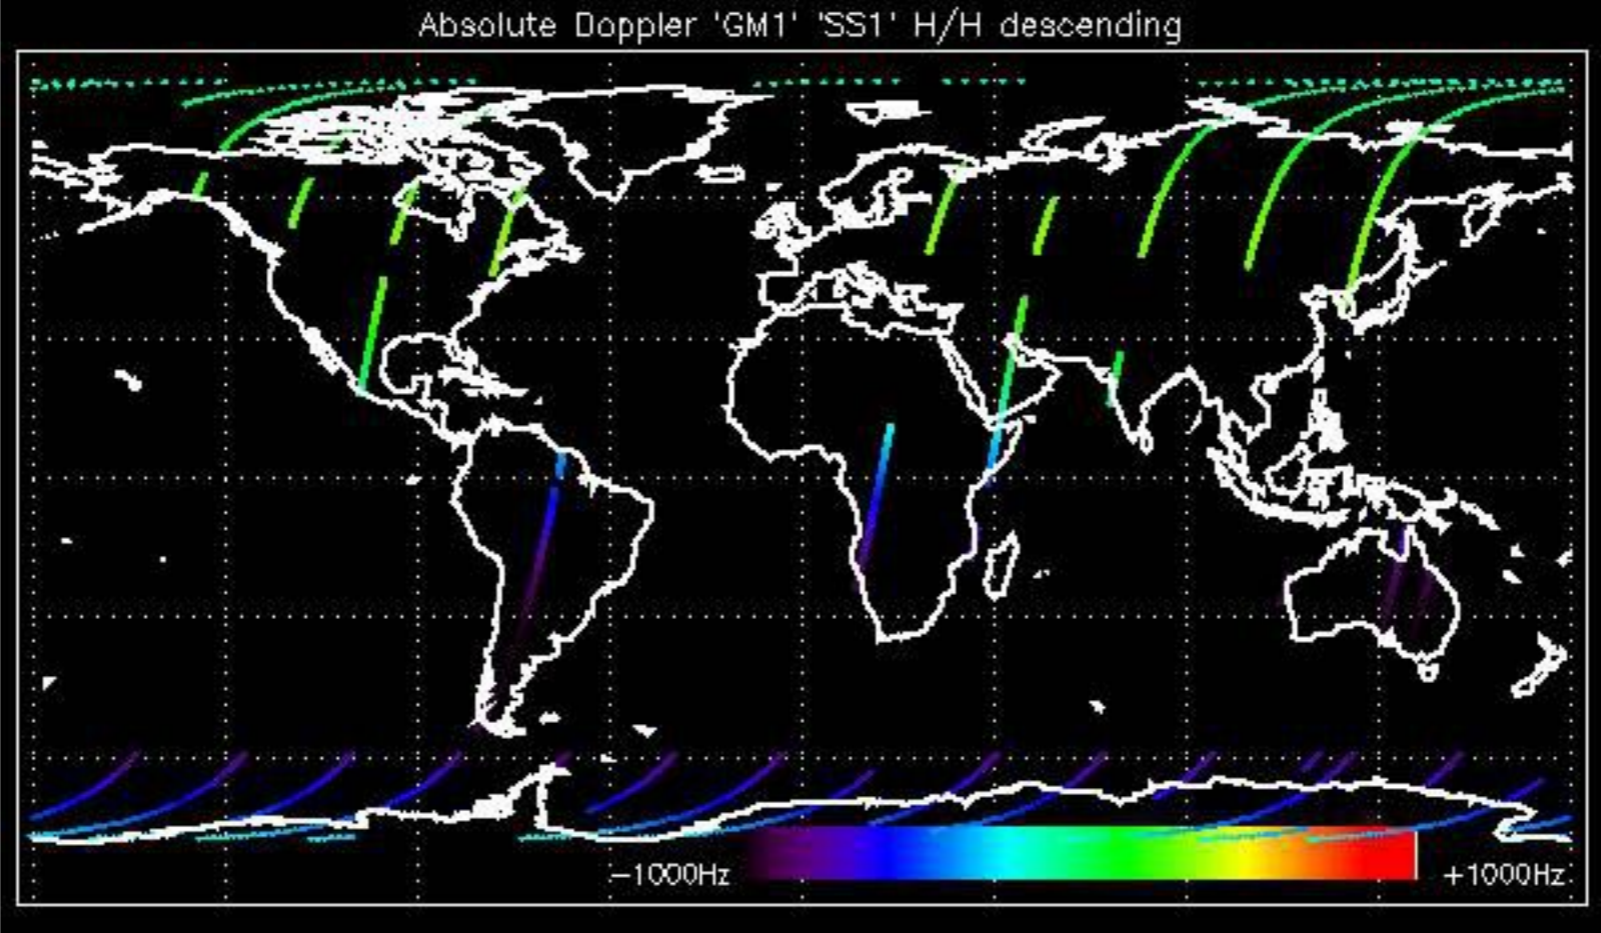 Absolute Doppler 'GM1' 'SS1' H/H descending
−1000Hz
+1000Hz